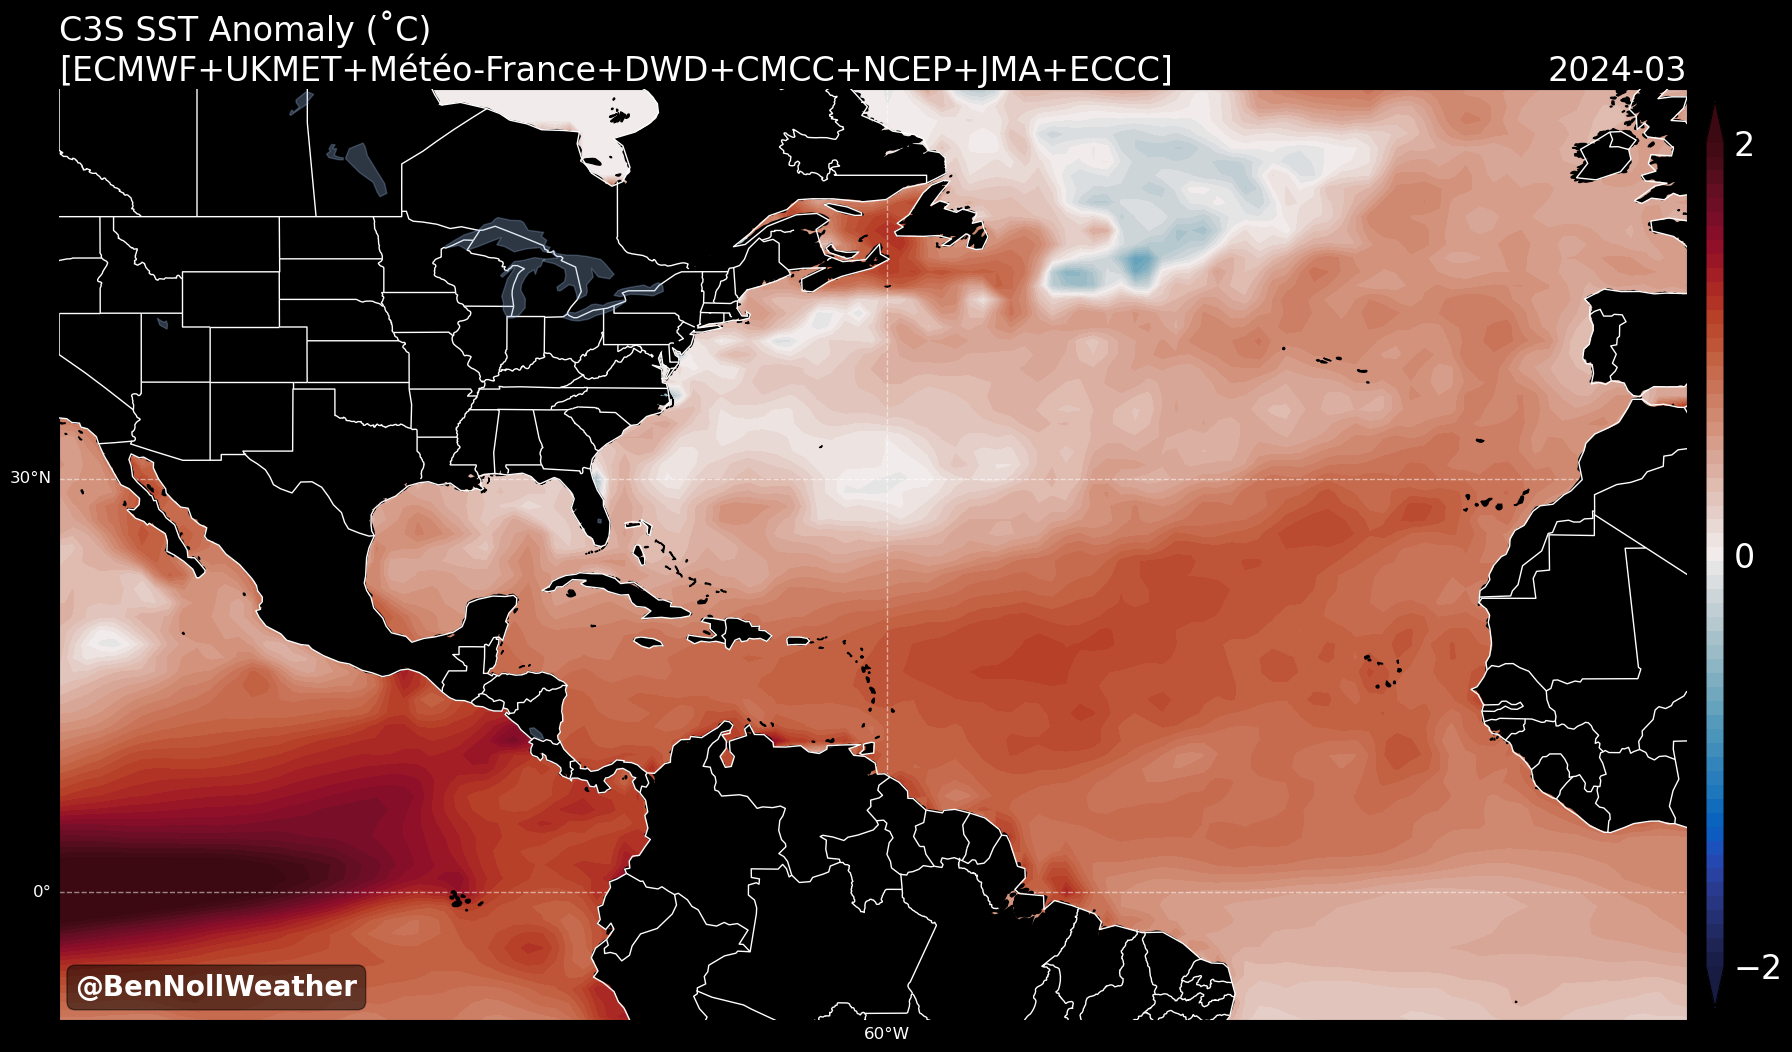 C3S SST Anomaly (˚C)
[ECMWF+UKMET+Météo-France+DWD+CMCC+NCEP+JMA+ECCC]
2024-03
2
30°N
0
0°
−2
@BenNollWeather
60°W